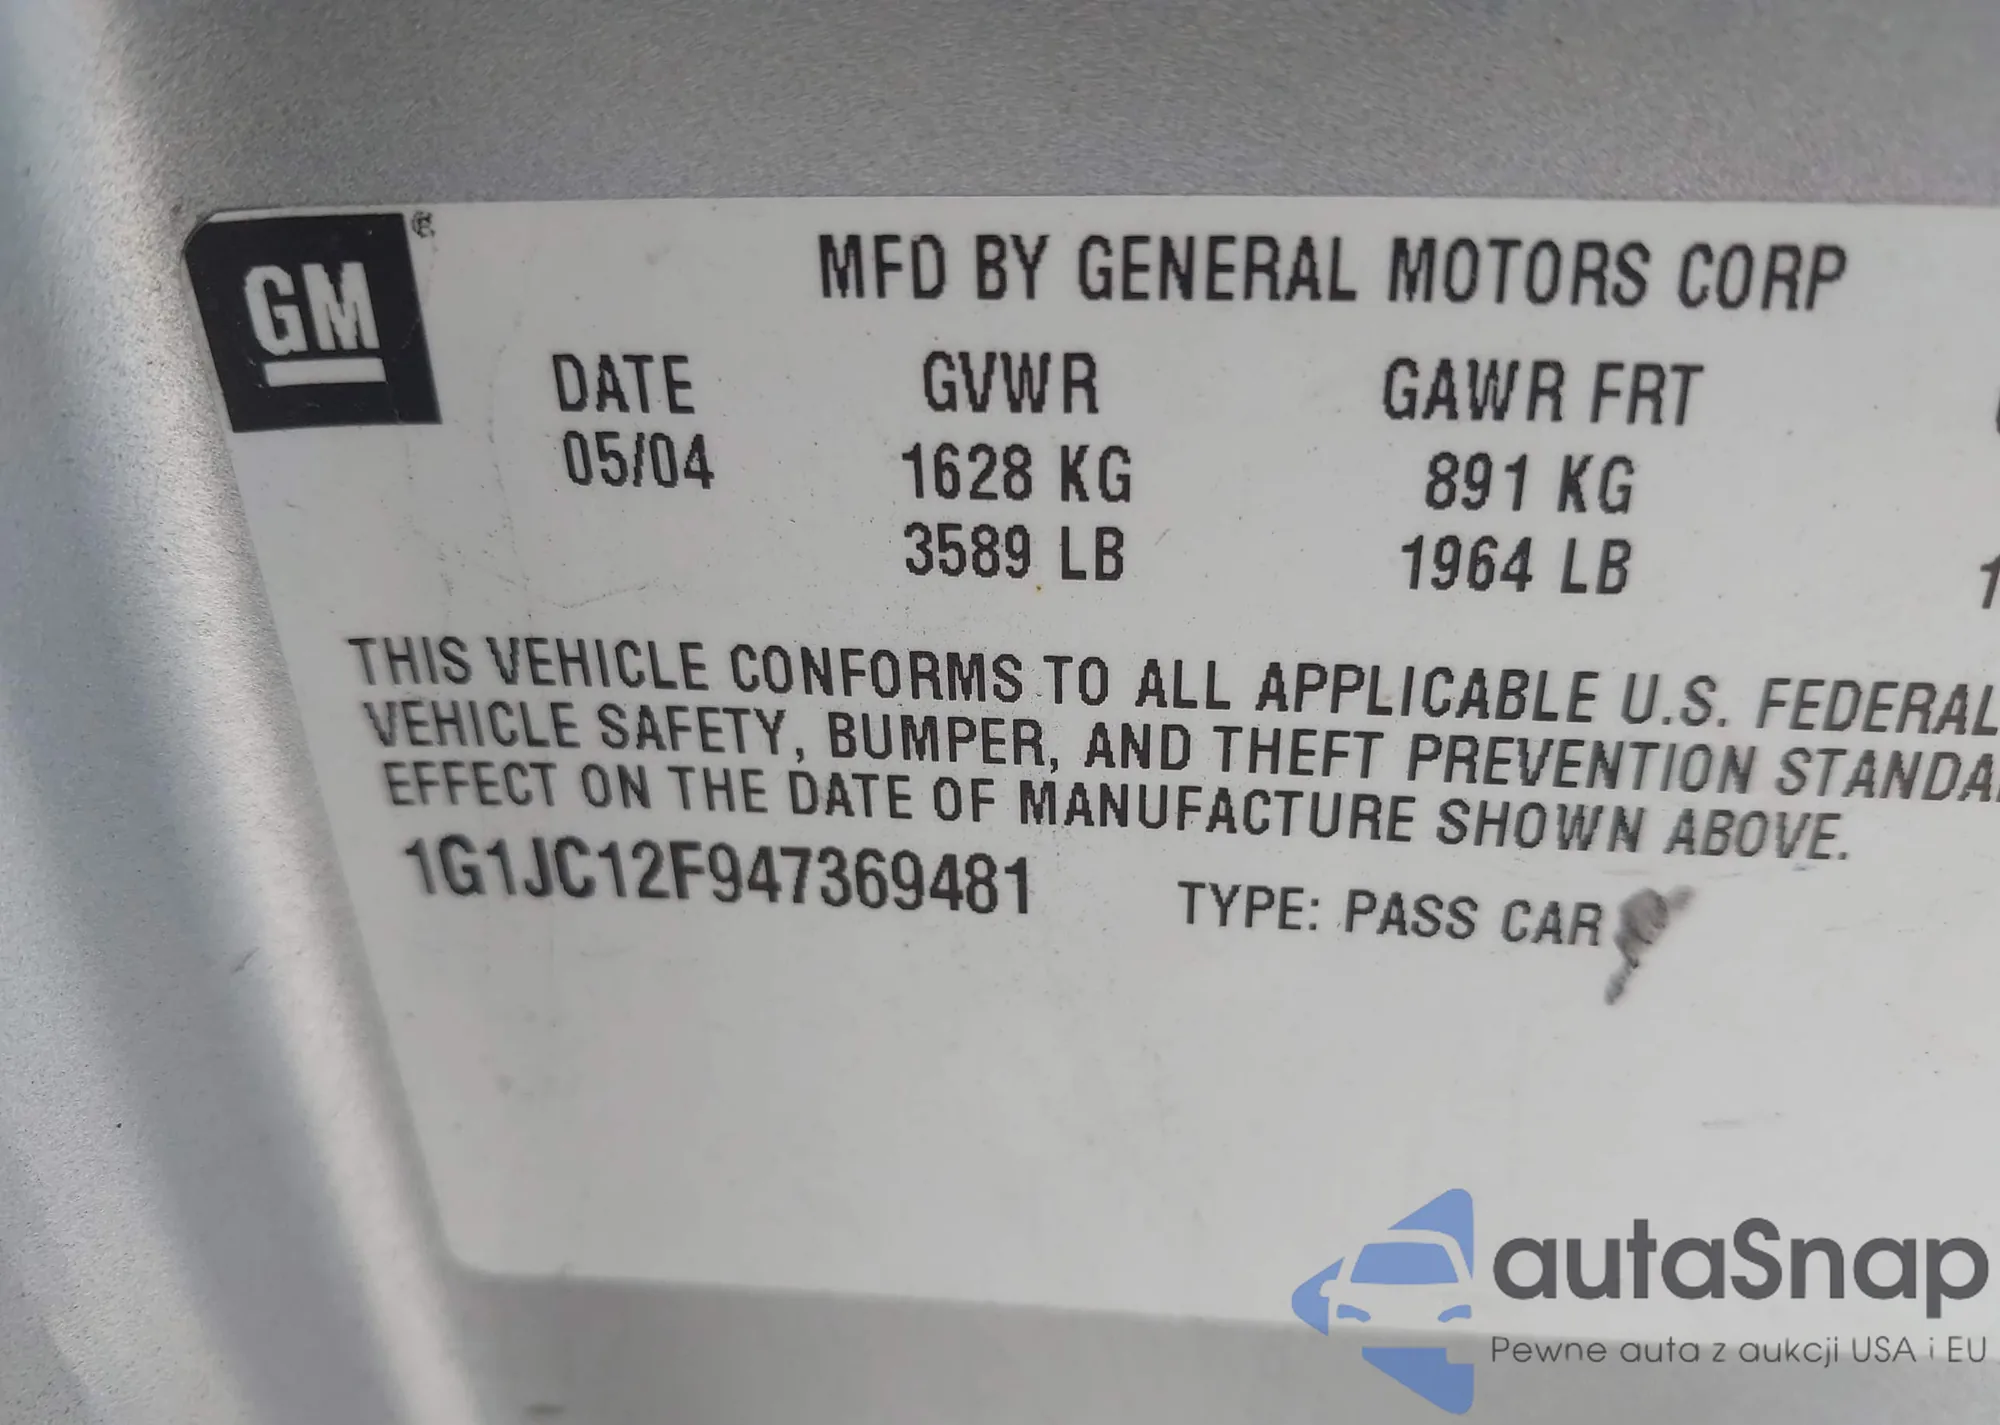 GM
MFD BY GENERAL MOTORS CORP
DATE GVWR GAWR FRT
05/04 1628 KG 891 KG
3589 LB 1964 LB 1
THIS VEHICLE CONFORMS TO ALL APPLICABLE U.S. FEDERAL
VEHICLE SAFETY, BUMPER, AND THEFT PREVENTION STANDA
EFFECT ON THE DATE OF MANUFACTURE SHOWN ABOVE.
1G1JC12F947369481 TYPE: PASS CAR
autaSnap
Pewne auta z aukcji USA i EU